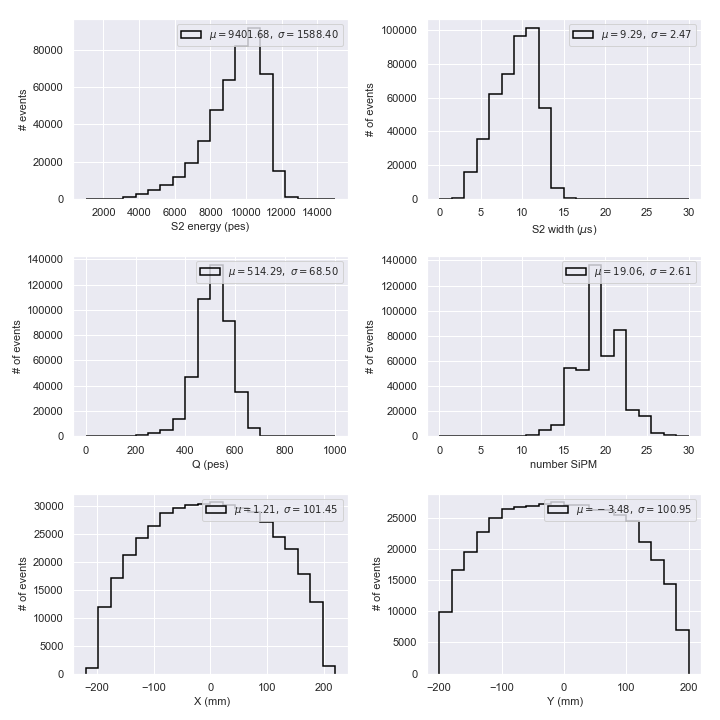 μ = 9401.68, σ = 1588.40
80000
60000
40000
20000
0
# events
2000 4000 6000 8000 10000 12000 14000
S2 energy (pes)
μ = 9.29, σ = 2.47
100000
80000
60000
40000
20000
0
# of events
0 5 10 15 20 25 30
S2 width (μs)
μ = 514.29, σ = 68.50
140000
120000
100000
80000
60000
40000
20000
0
# of events
0 200 400 600 800 1000
Q (pes)
μ = 19.06, σ = 2.61
140000
120000
100000
80000
60000
40000
20000
0
# of events
0 5 10 15 20 25 30
number SiPM
μ = 1.21, σ = 101.45
30000
25000
20000
15000
10000
5000
0
# of events
−200 −100 0 100 200
X (mm)
μ = −3.48, σ = 100.95
25000
20000
15000
10000
5000
0
# of events
−200 −100 0 100 200
Y (mm)